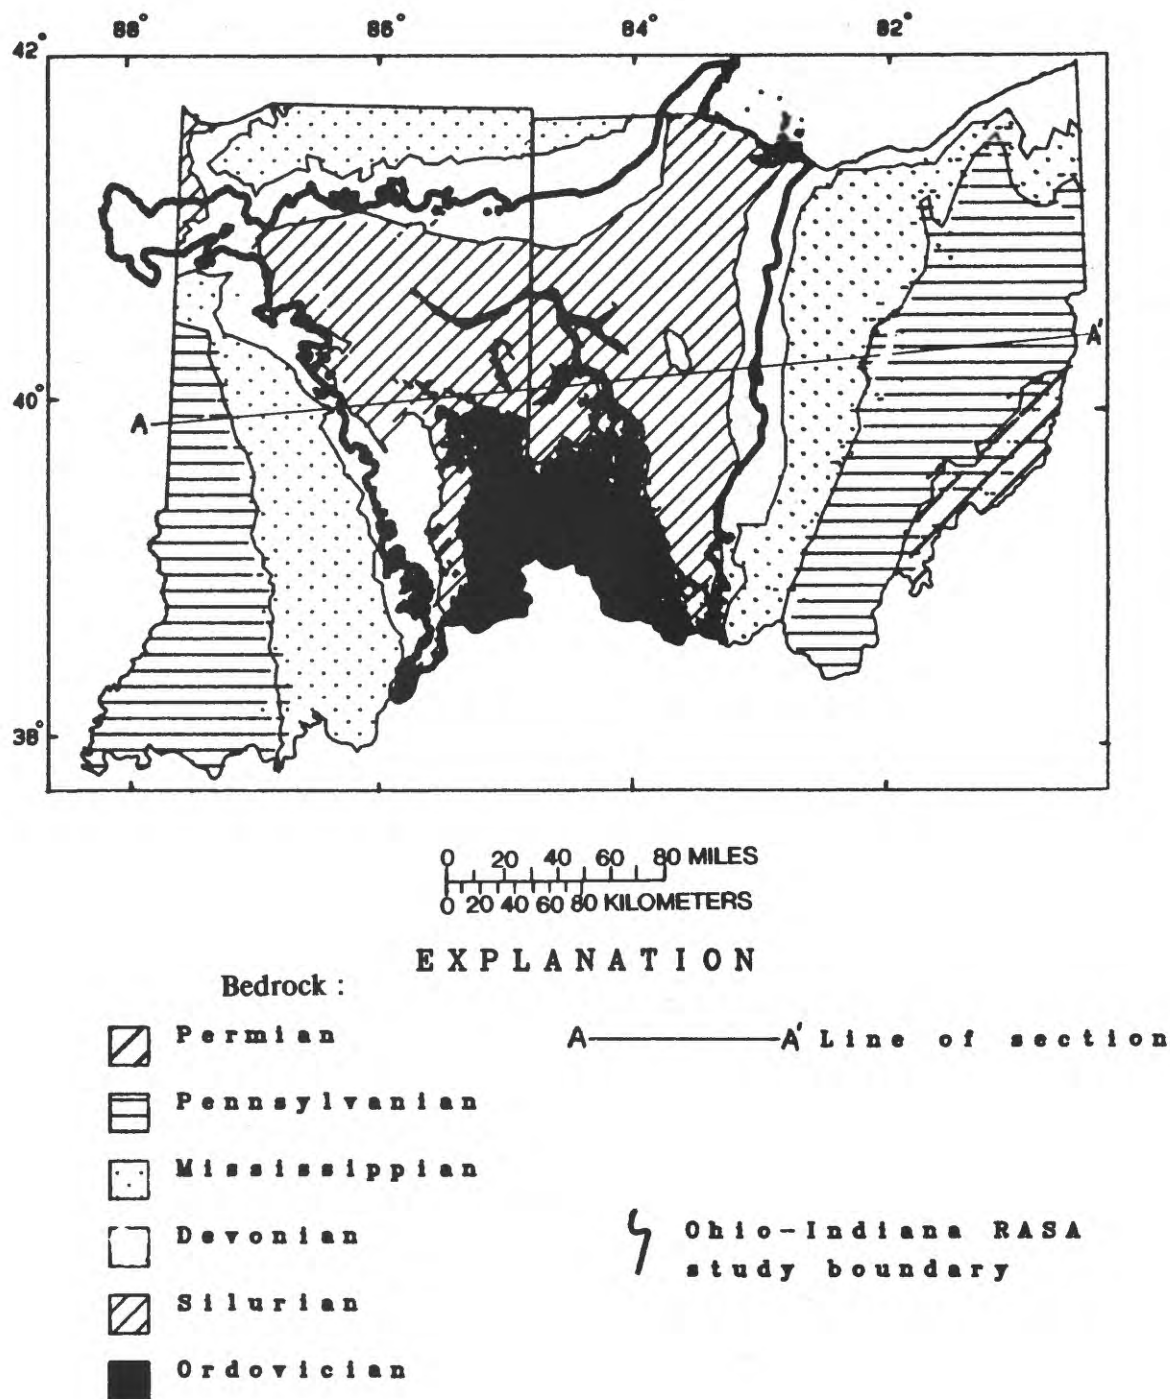 88° 86° 84° 82°
42°
40°
38°
A
A'
0 20 40 60 80 MILES
0 20 40 60 80 KILOMETERS
EXPLANATION
Bedrock :
Permian
A A' Line of section
Pennsylvanian
Mississippian
Devonian
Ohio-Indiana RASA
study boundary
Silurian
Ordovician